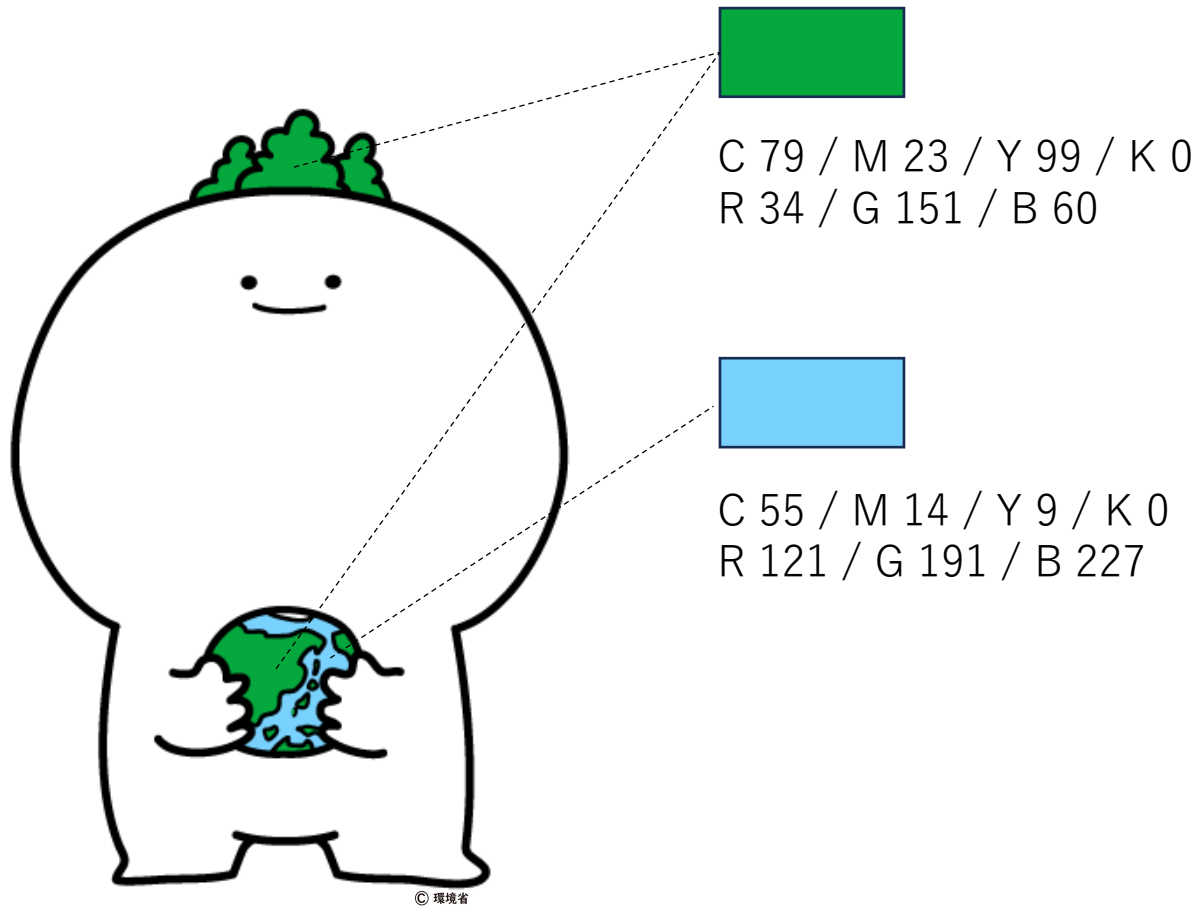 C 79 / M 23 / Y 99 / K 0
R 34 / G 151 / B 60
C 55 / M 14 / Y 9 / K 0
R 121 / G 191 / B 227
© 環境省